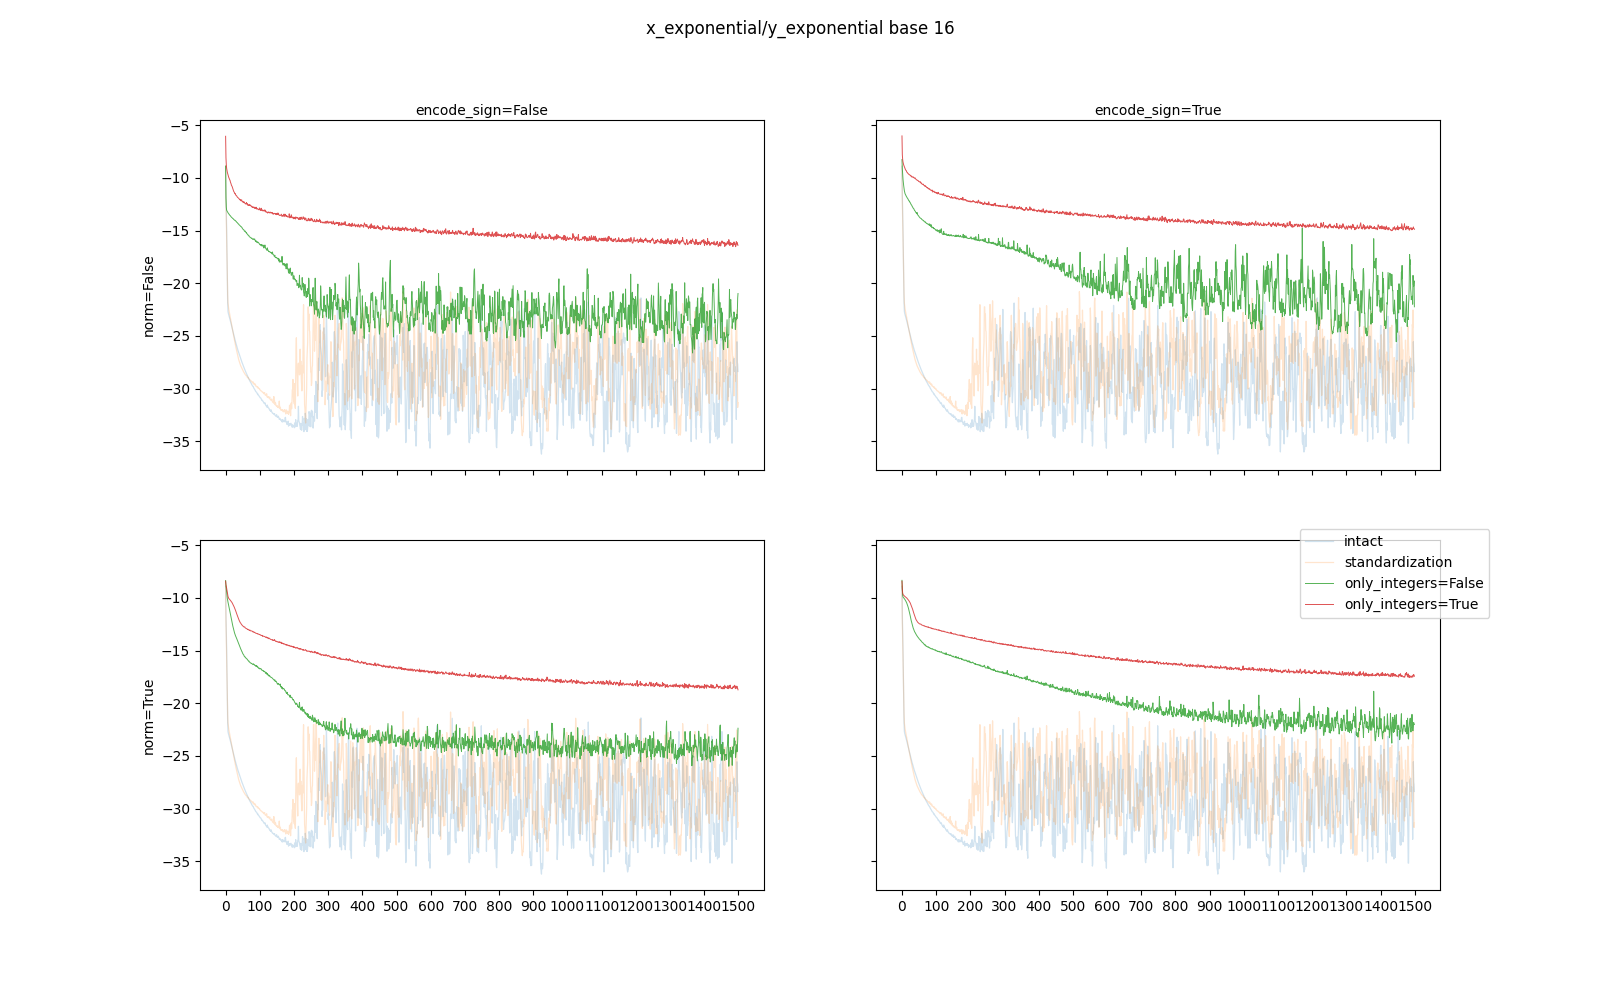 x_exponential/y_exponential base 16
encode_sign=False
encode_sign=True
norm=False
−5
−10
−15
−20
−25
−30
−35
norm=True
−5
−10
−15
−20
−25
−30
−35
0 100 200 300 400 500 600 700 800 900 1000 1100 1200 1300 1400 1500
0 100 200 300 400 500 600 700 800 900 1000 1100 1200 1300 1400 1500
intact
standardization
only_integers=False
only_integers=True